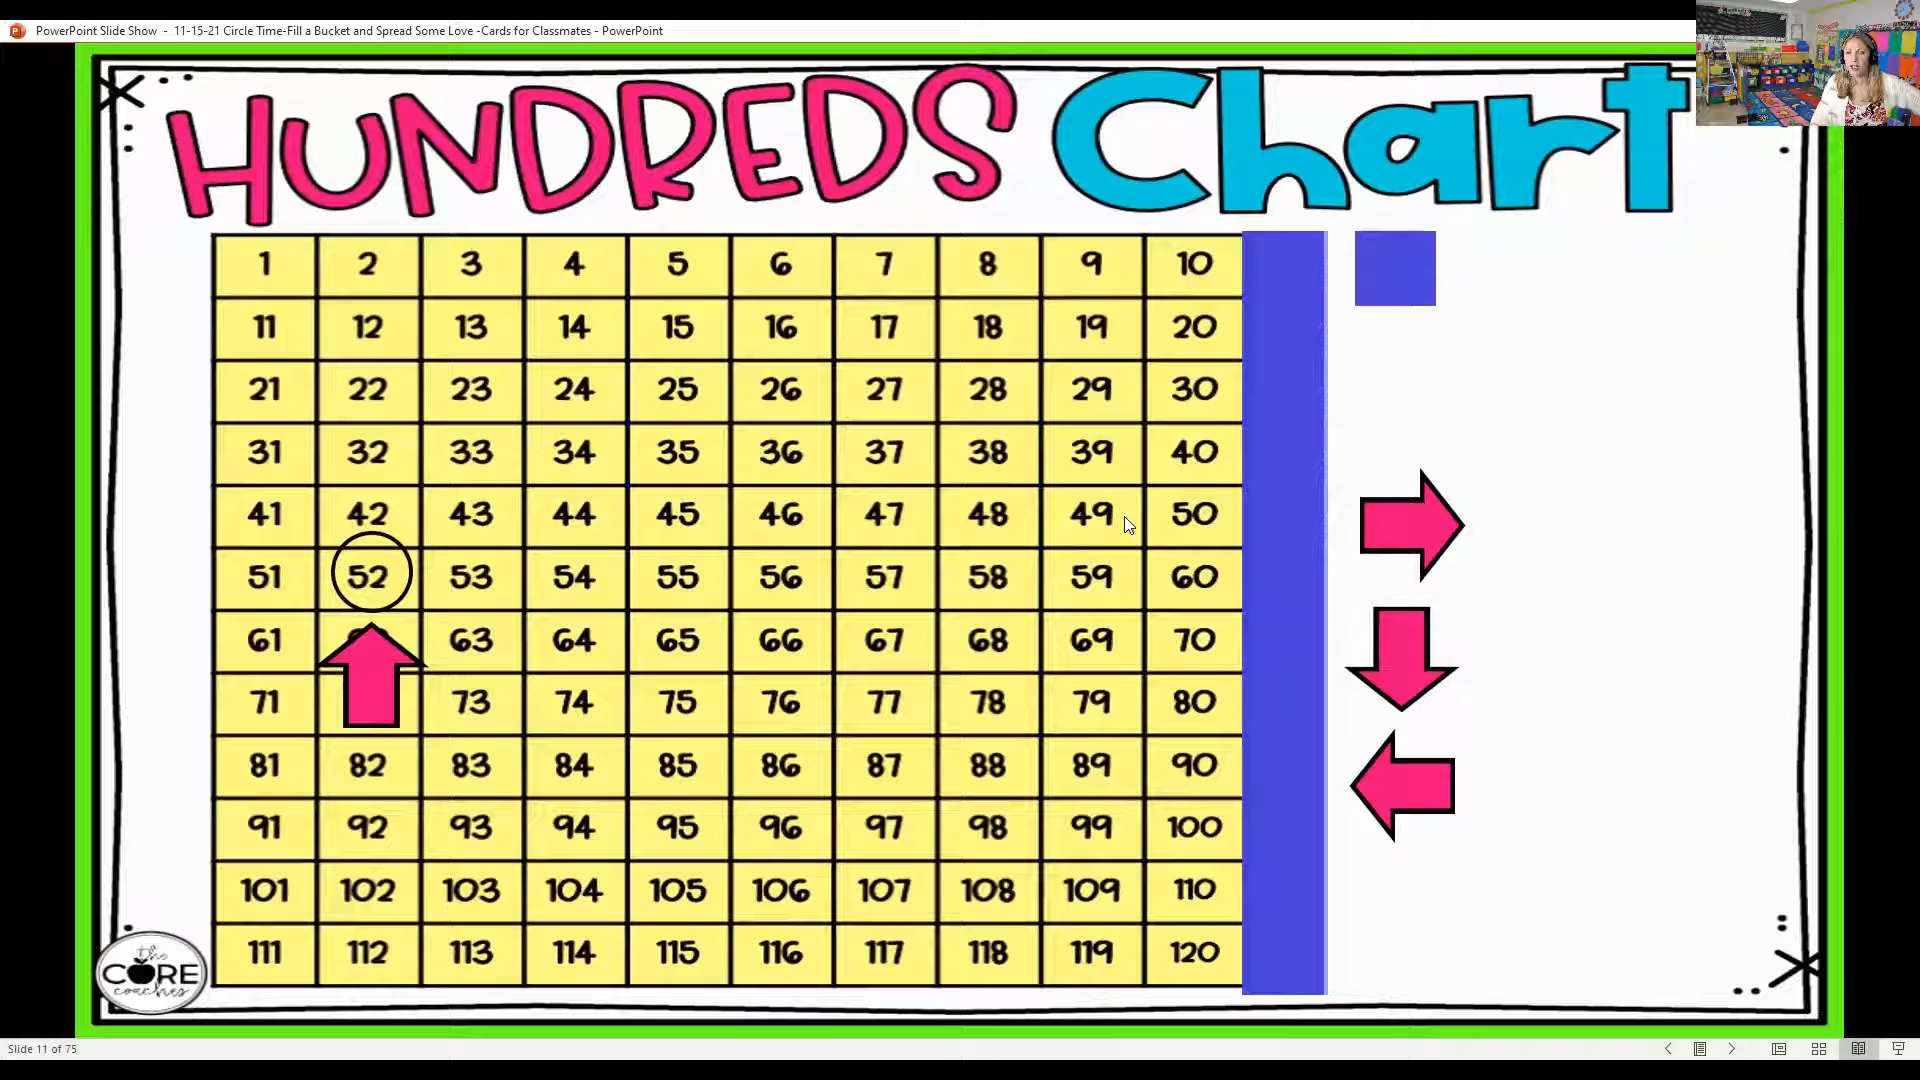 PowerPoint Slide Show - 11-15-21 Circle Time-Fill a Bucket and Spread Some Love -Cards for Classmates - PowerPoint
HUNDREDS Chart
1 2 3 4 5 6 7 8 9 10
11 12 13 14 15 16 17 18 19 20
21 22 23 24 25 26 27 28 29 30
31 32 33 34 35 36 37 38 39 40
41 42 43 44 45 46 47 48 49 50
51 52 53 54 55 56 57 58 59 60
61 63 64 65 66 67 68 69 70
71 73 74 75 76 77 78 79 80
81 82 83 84 85 86 87 88 89 90
91 92 93 94 95 96 97 98 99 100
101 102 103 104 105 106 107 108 109 110
111 112 113 114 115 116 117 118 119 120
the
CORE
coaches
Slide 11 of 75